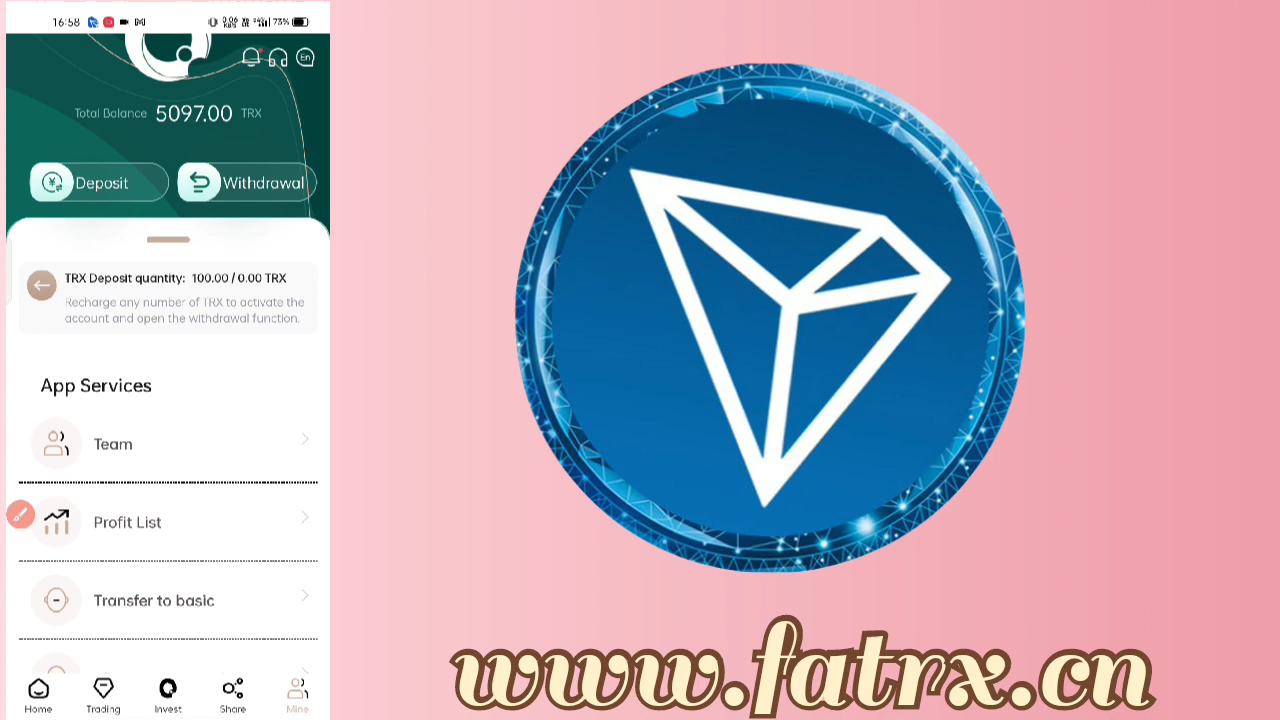 16:58
73%
En
Total Balance 5097.00 TRX
Deposit
Withdrawal
TRX Deposit quantity: 100.00 / 0.00 TRX
Recharge any number of TRX to activate the
account and open the withdrawal function.
App Services
Team
Profit List
Transfer to basic
Home Trading Invest Share Mine
www.fatrx.cn